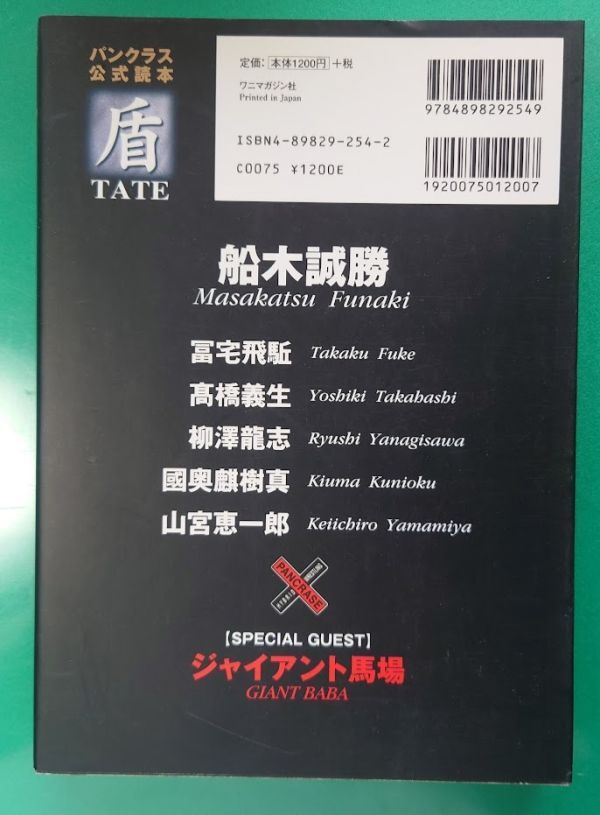 パンクラス
公式読本
盾
TATE
定価: 本体1200円 +税
ワニマガジン社
Printed in Japan
ISBN4-89829-254-2
C0075 ¥1200E
9784898292549
1920075012007
船木誠勝
Masakatsu Funaki
冨宅飛駈 Takaku Fuke
髙橋義生 Yoshiki Takahashi
柳澤龍志 Ryushi Yanagisawa
國奥麒樹真 Kiuma Kunioku
山宮恵一郎 Keiichiro Yamamiya
PANCRASE
HYBRID WRESTLING
【SPECIAL GUEST】
ジャイアント馬場
GIANT BABA